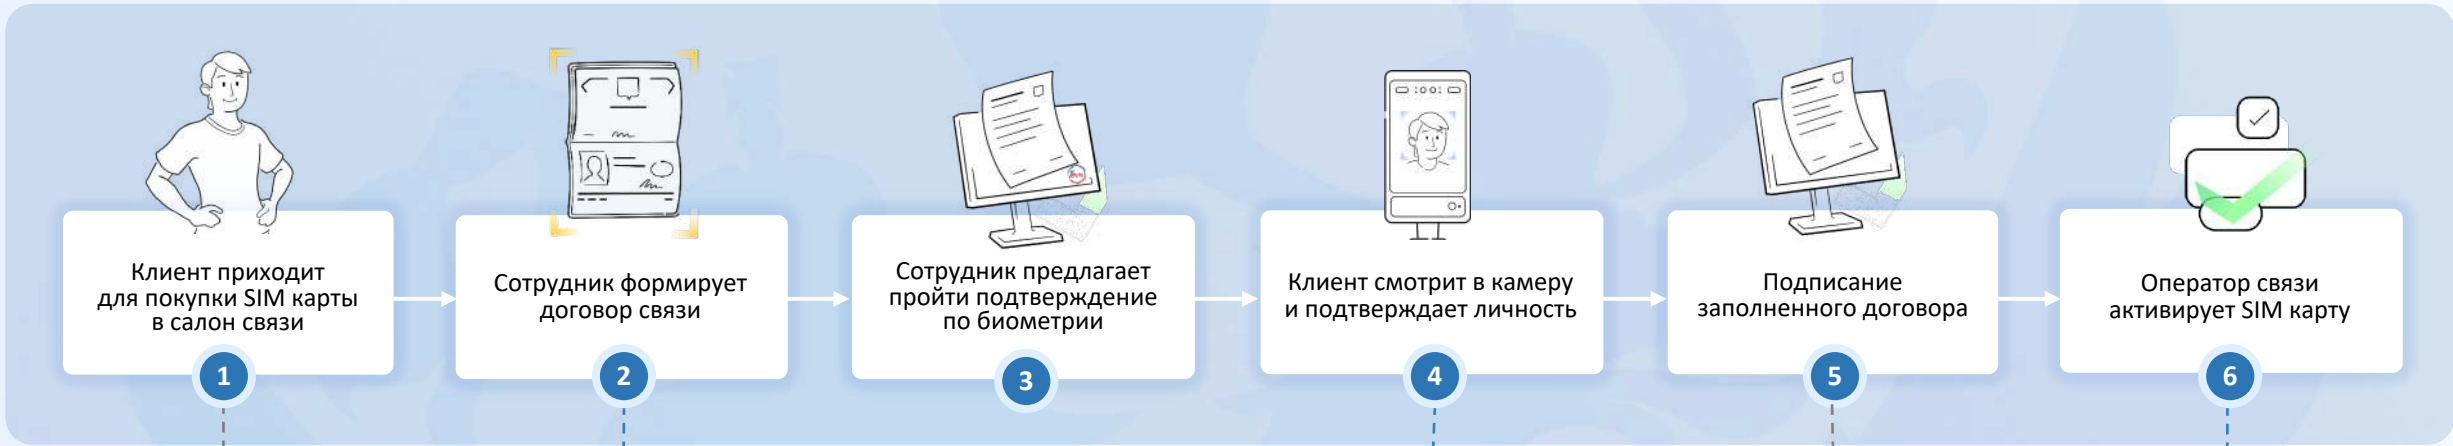 Клиент приходит
для покупки SIM карты
в салон связи
1
Сотрудник формирует
договор связи
2
Сотрудник предлагает
пройти подтверждение
по биометрии
3
Клиент смотрит в камеру
и подтверждает личность
4
Подписание
заполненного договора
5
Оператор связи
активирует SIM карту
6